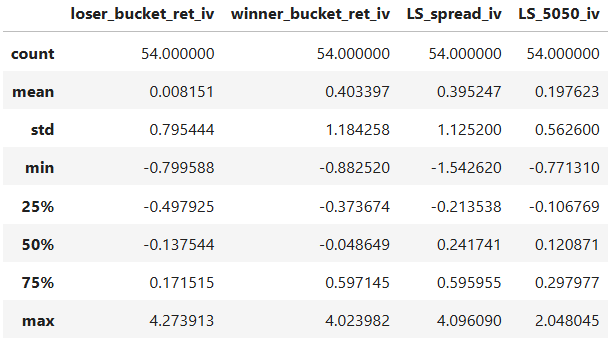 loser_bucket_ret_iv winner_bucket_ret_iv LS_spread_iv LS_5050_iv
count 54.000000 54.000000 54.000000 54.000000
mean 0.008151 0.403397 0.395247 0.197623
std 0.795444 1.184258 1.125200 0.562600
min -0.799588 -0.882520 -1.542620 -0.771310
25% -0.497925 -0.373674 -0.213538 -0.106769
50% -0.137544 -0.048649 0.241741 0.120871
75% 0.171515 0.597145 0.595955 0.297977
max 4.273913 4.023982 4.096090 2.048045